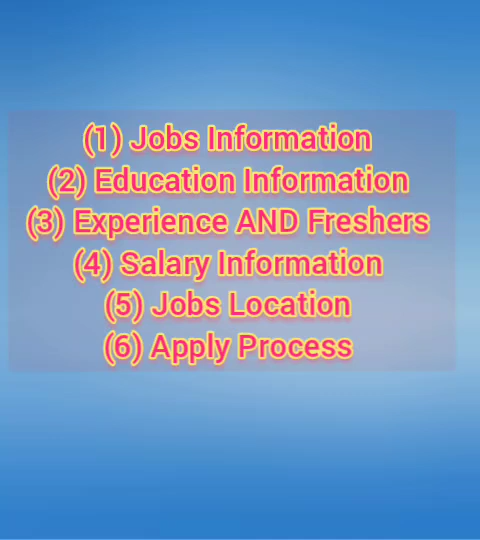 (1) Jobs Information
(2) Education Information
(3) Experience AND Freshers
(4) Salary Information
(5) Jobs Location
(6) Apply Process